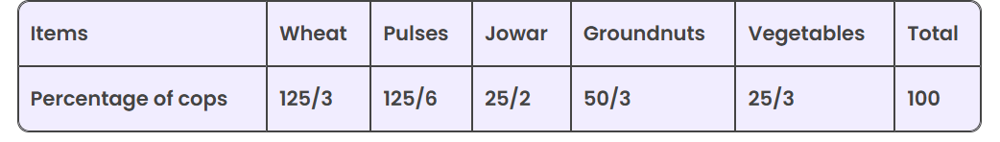 Items Wheat Pulses Jowar Groundnuts Vegetables Total
Percentage of cops 125/3 125/6 25/2 50/3 25/3 100